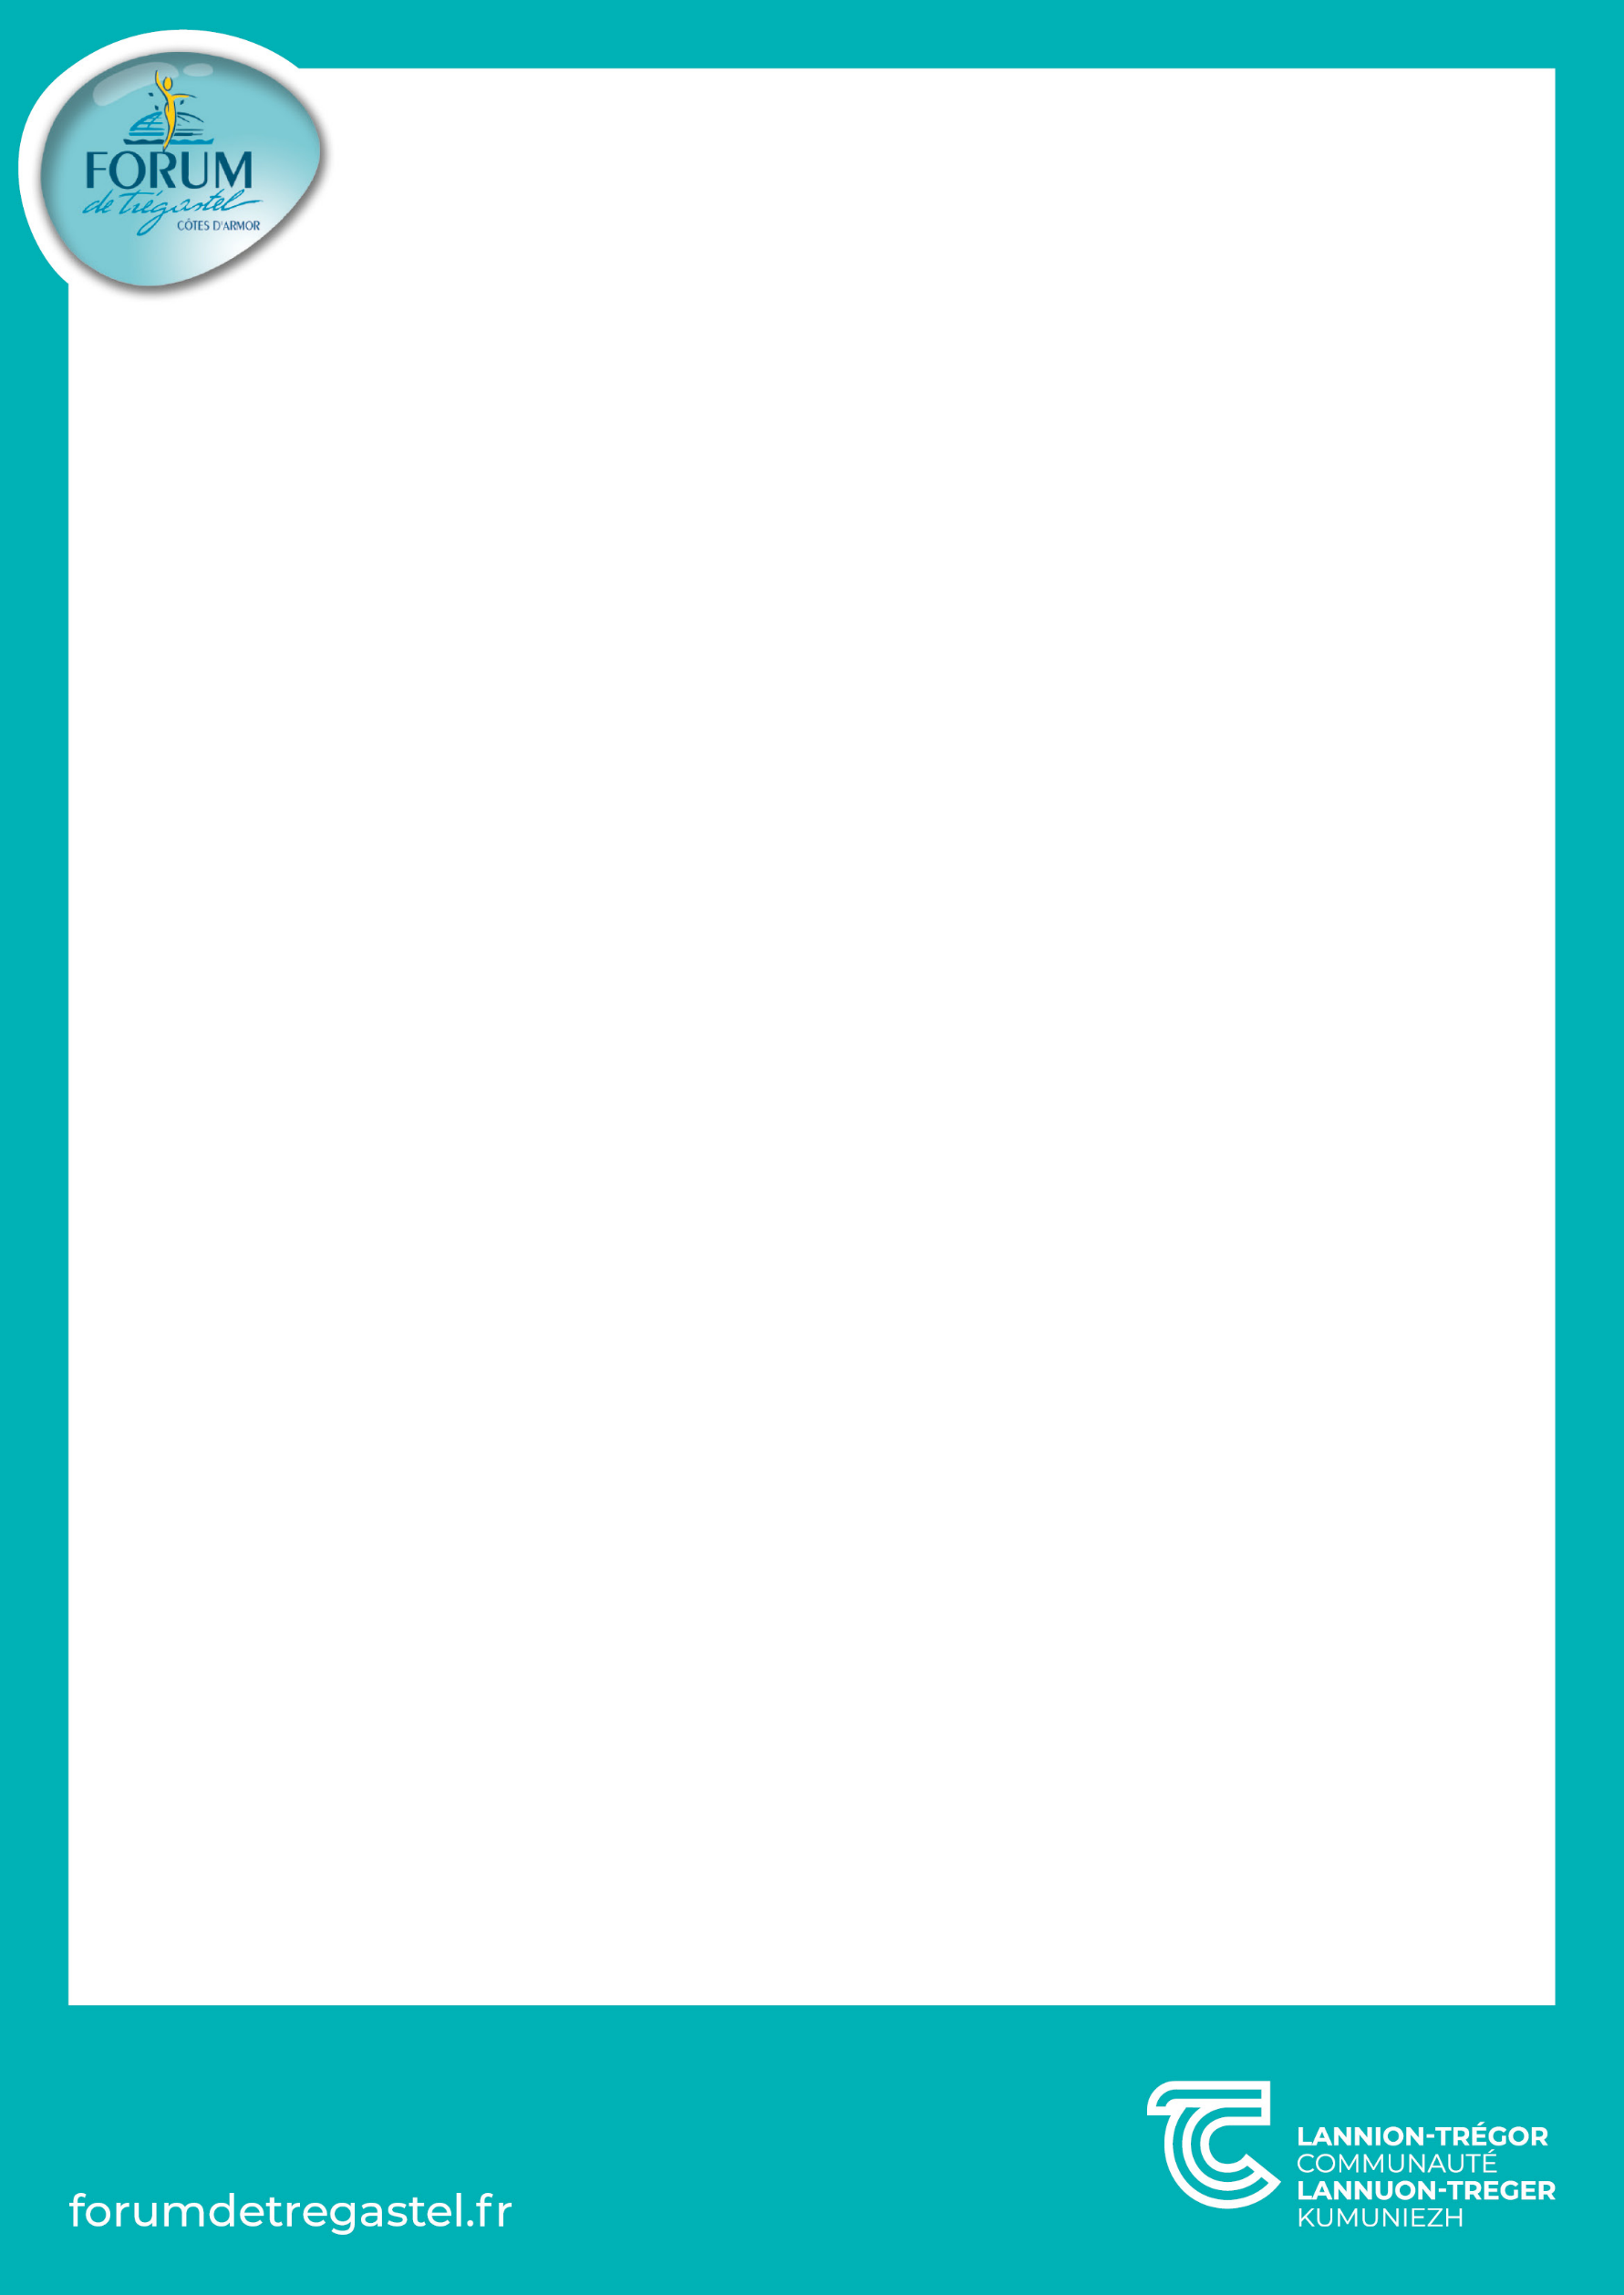 FORUM
de Trégastel
CÔTES D'ARMOR
forumdetregastel.fr
LANNION-TRÉGOR
COMMUNAUTÉ
LANNUON-TREGER
KUMUNIEZH